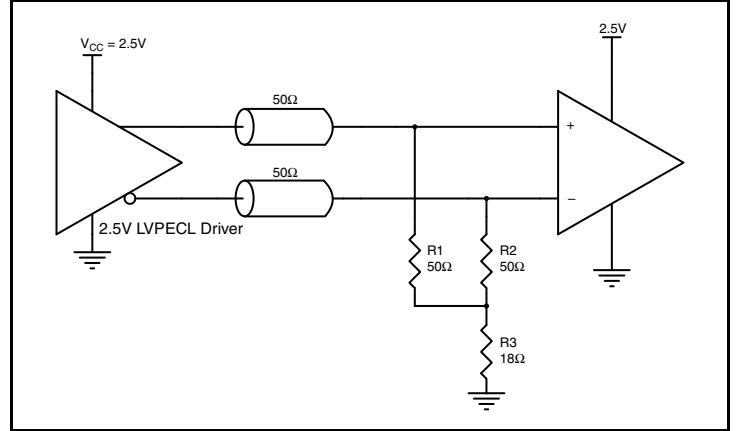 V_CC = 2.5V
2.5V
50Ω
+
50Ω
−
2.5V LVPECL Driver
R1
50Ω
R2
50Ω
R3
18Ω